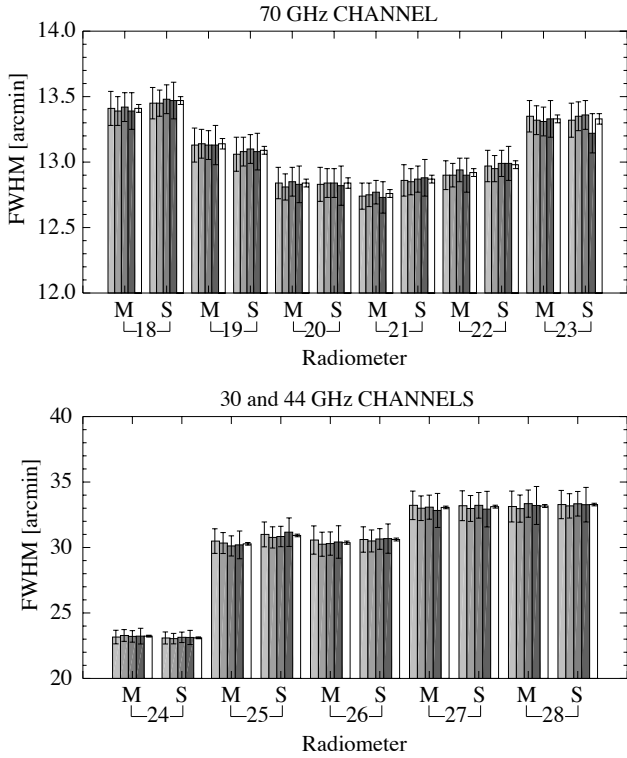 70 GHz CHANNEL
14.0
13.5
13.0
12.5
12.0
FWHM [arcmin]
M S M S M S M S M S M S
18 19 20 21 22 23
Radiometer
30 and 44 GHz CHANNELS
40
35
30
25
20
FWHM [arcmin]
M S M S M S M S M S
24 25 26 27 28
Radiometer